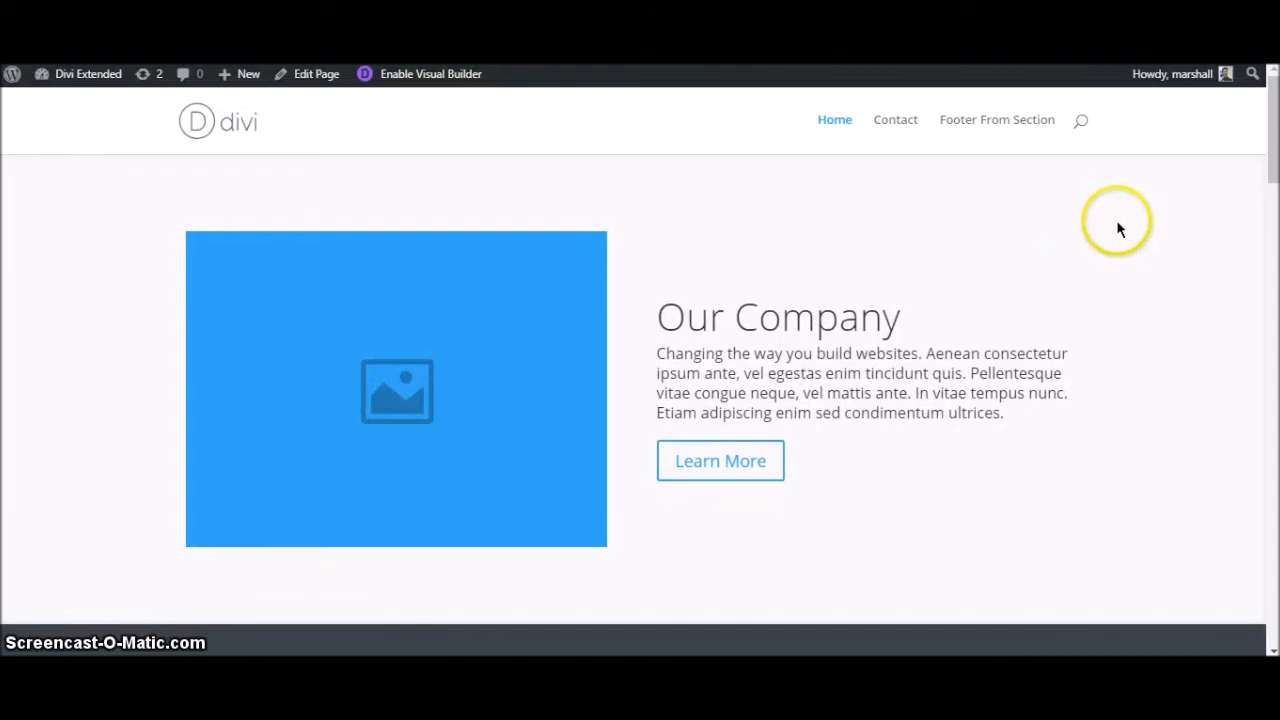 Divi Extended 2 0 New Edit Page Enable Visual Builder Howdy, marshall
D divi Home Contact Footer From Section
Our Company
Changing the way you build websites. Aenean consectetur
ipsum ante, vel egestas enim tincidunt quis. Pellentesque
vitae congue neque, vel mattis ante. In vitae tempus nunc.
Etiam adipiscing enim sed condimentum ultrices.
Learn More
Screencast-O-Matic.com